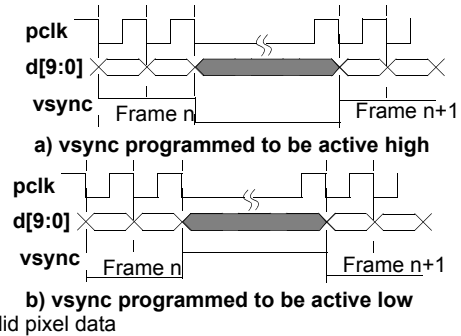 pclk
d[9:0]
vsync
Frame n
Frame n+1
a) vsync programmed to be active high
pclk
d[9:0]
vsync
Frame n
Frame n+1
b) vsync programmed to be active low
lid pixel data